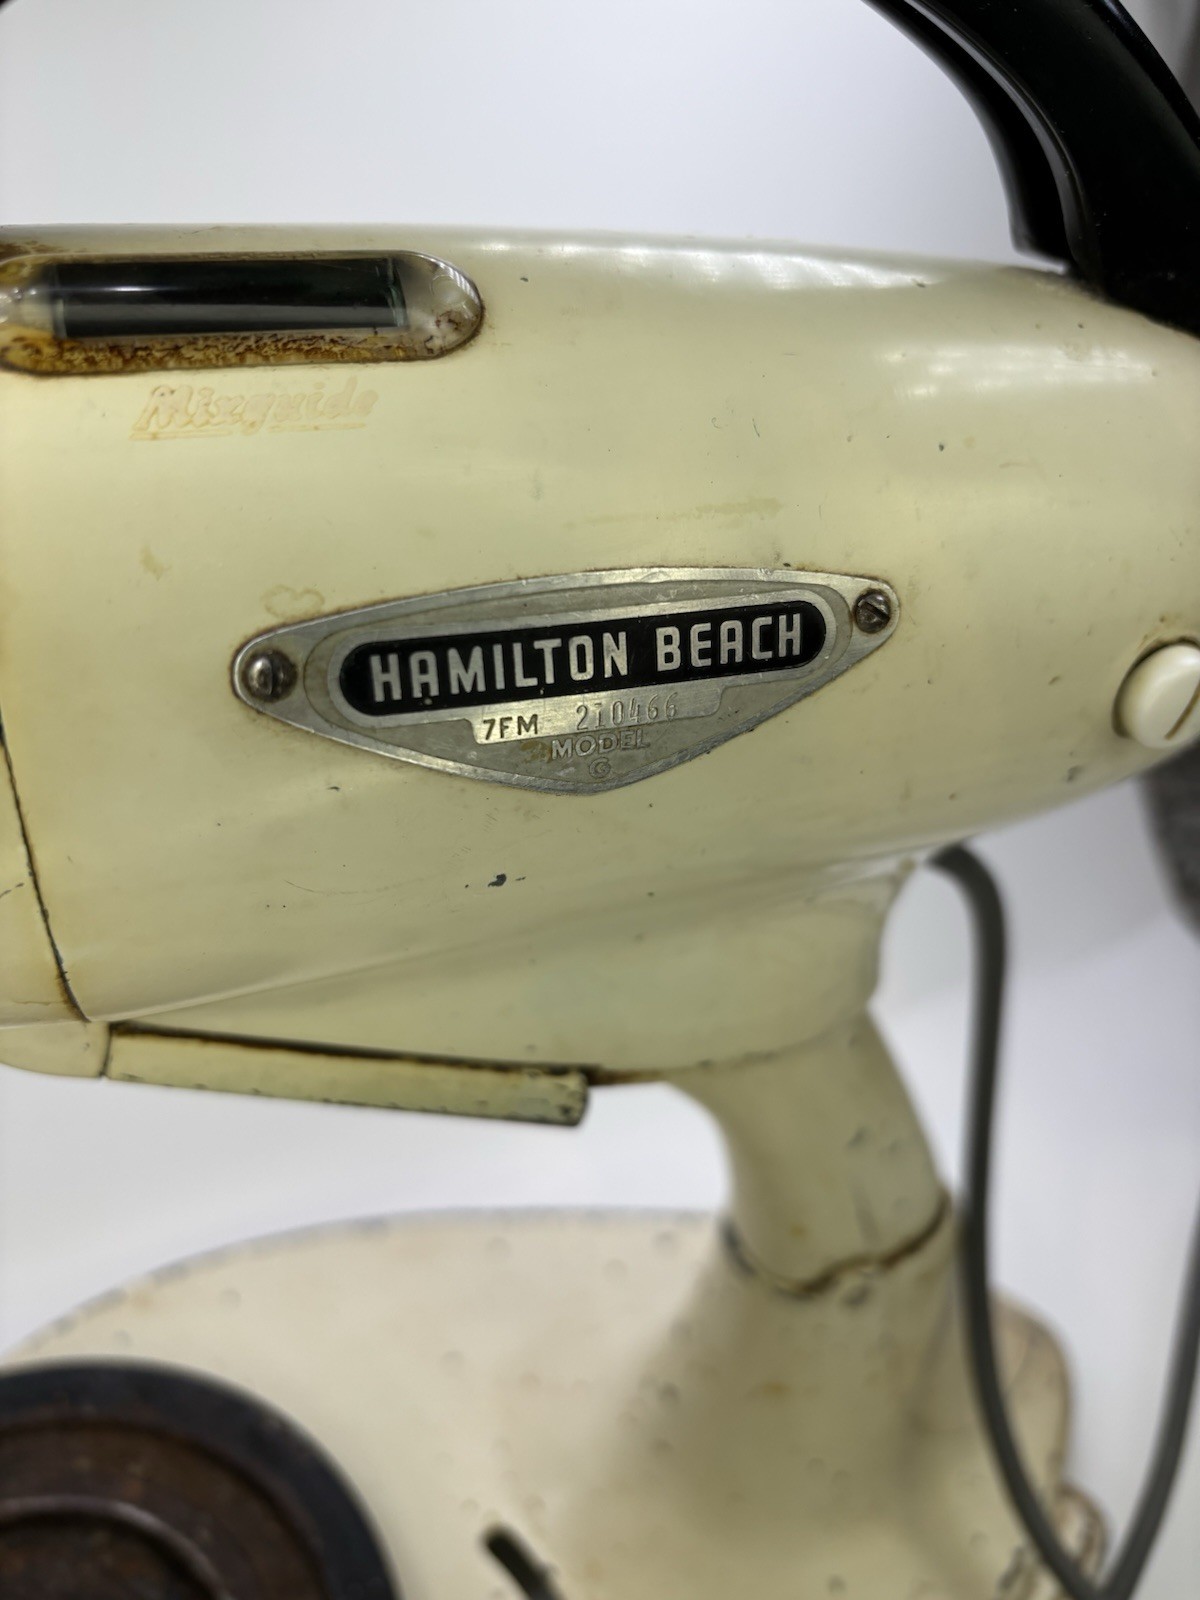 Mixguide
HAMILTON BEACH
7FM 210466
MODEL
G